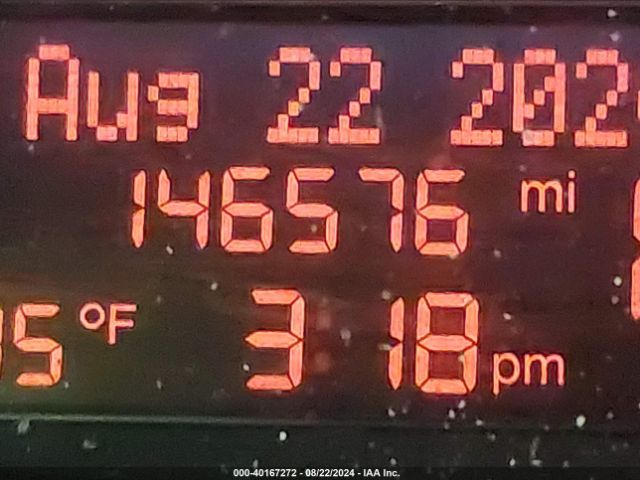 Aug 22 202
146576 mi
5 °F 3 18 pm
000-40167272 - 08/22/2024 - IAA Inc.